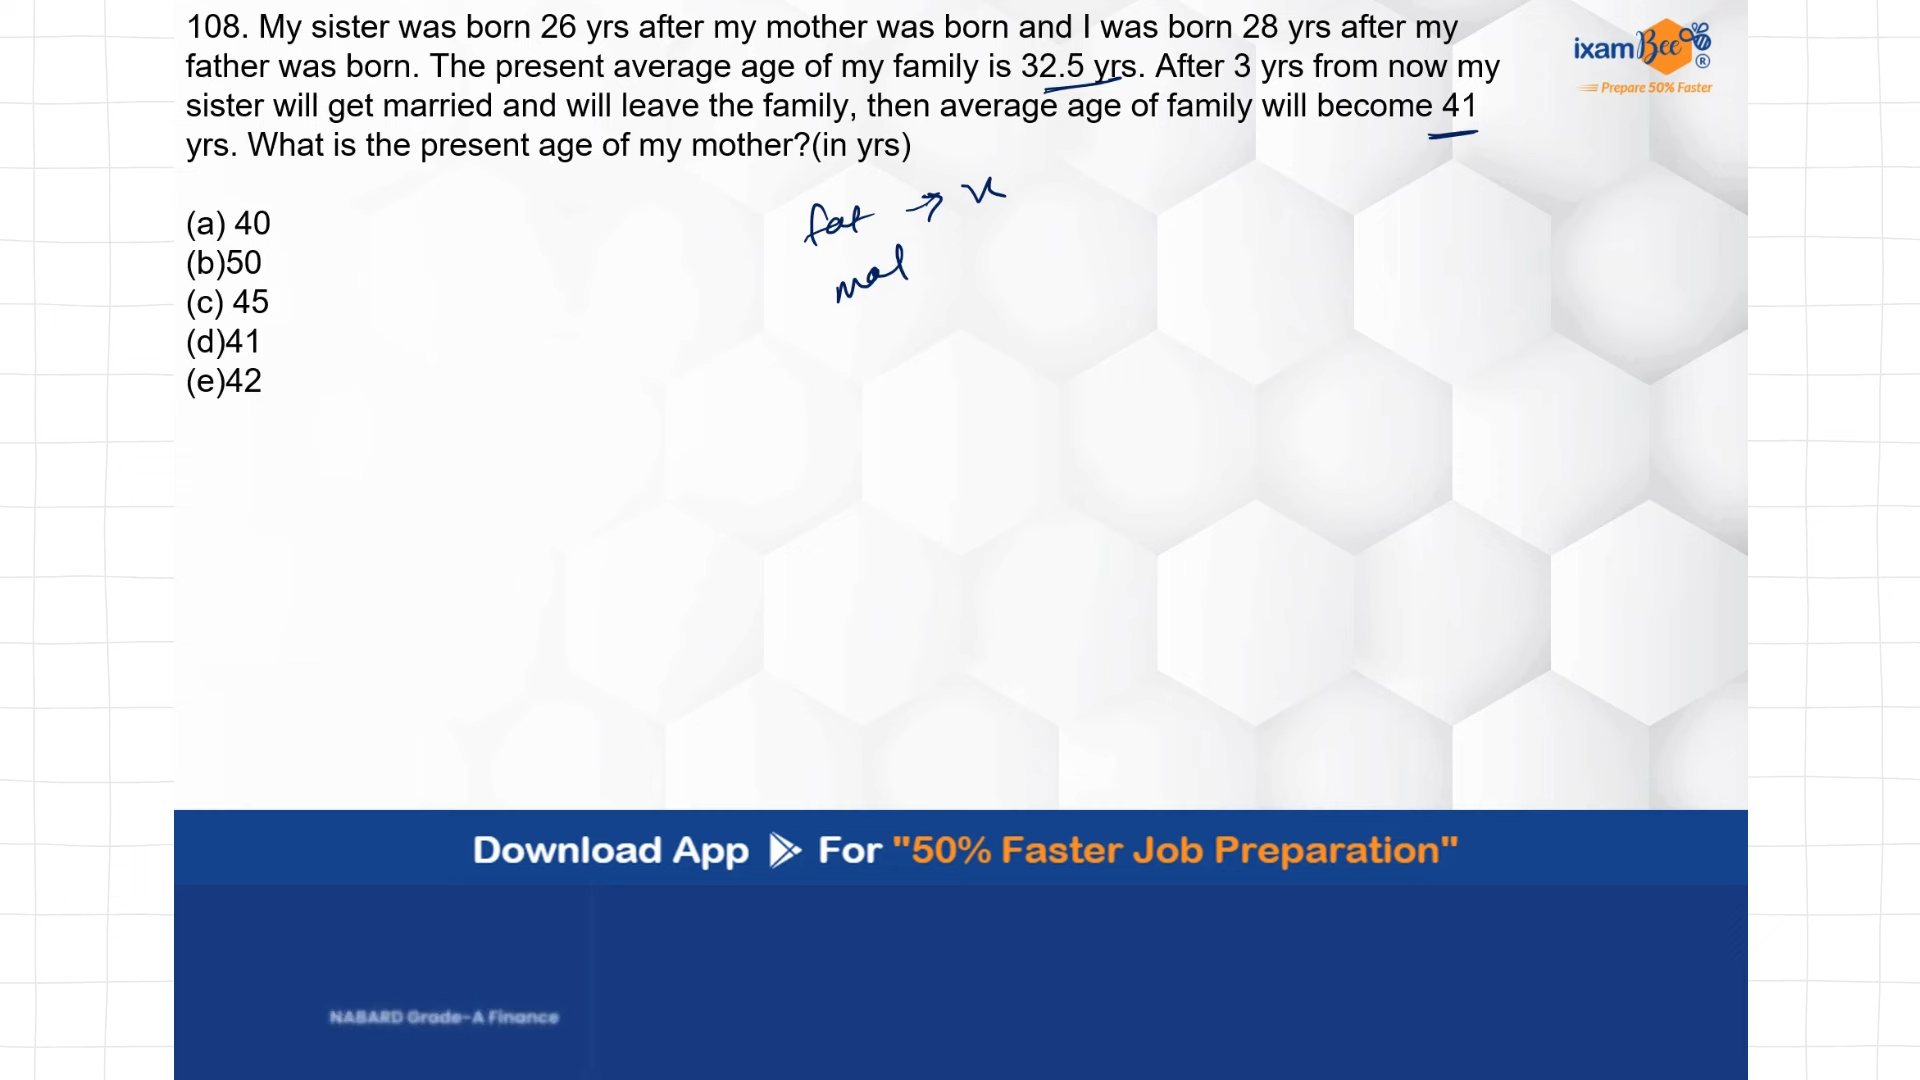 108. My sister was born 26 yrs after my mother was born and I was born 28 yrs after my
father was born. The present average age of my family is 32.5 yrs. After 3 yrs from now my
sister will get married and will leave the family, then average age of family will become 41
yrs. What is the present age of my mother?(in yrs)
ixamBee®
Prepare 50% Faster
(a) 40
(b)50
(c) 45
(d)41
(e)42
fat → x
Download App For "50% Faster Job Preparation"
NABARD Grade-A Finance